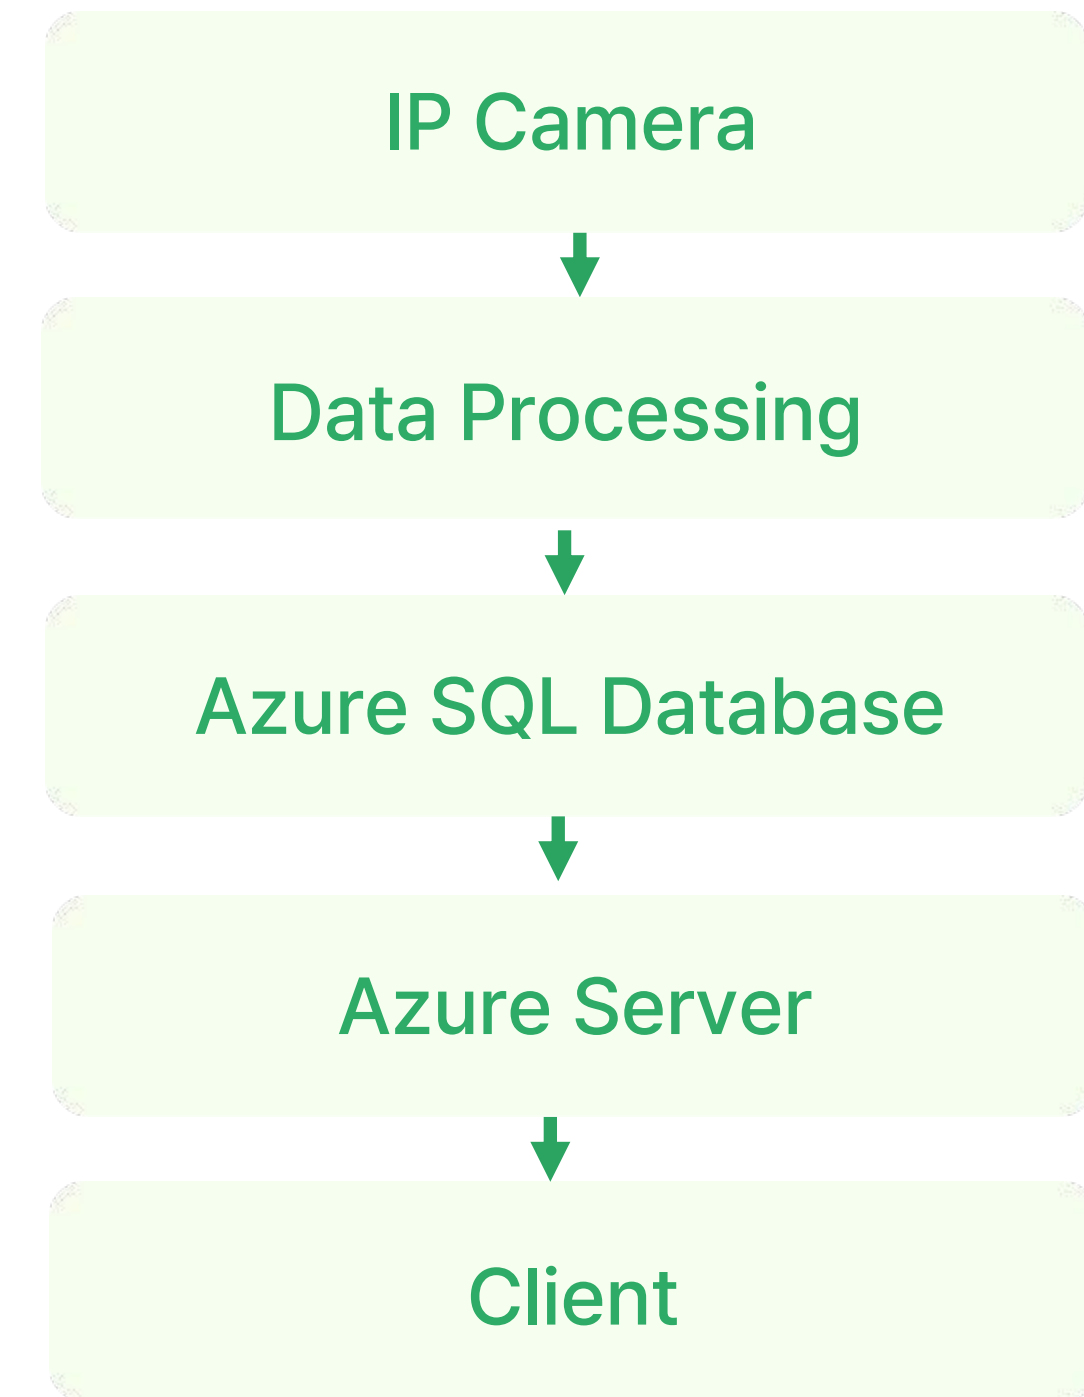 IP Camera
Data Processing
Azure SQL Database
Azure Server
Client